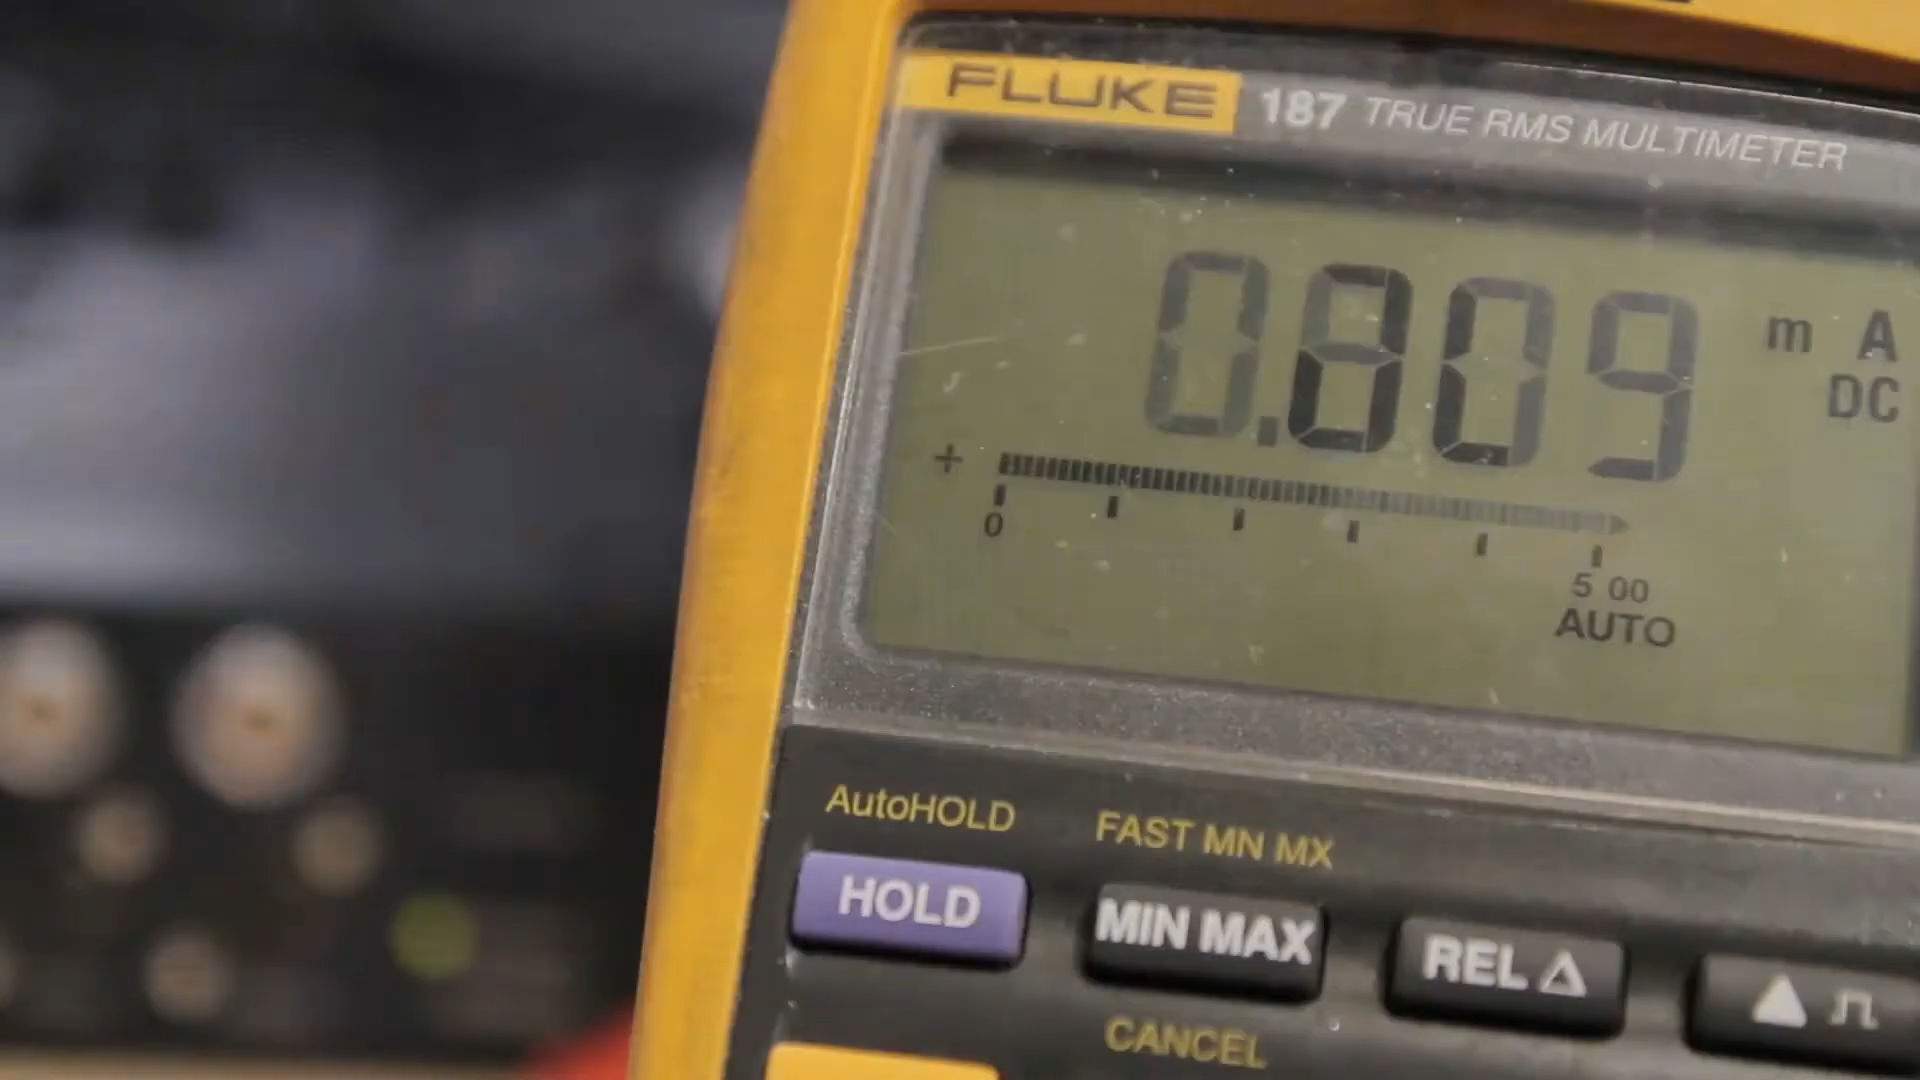 FLUKE 187 TRUE RMS MULTIMETER
0.809 m A
DC
+
0
5 00
AUTO
AutoHOLD FAST MN MX
HOLD MIN MAX REL Δ
CANCEL